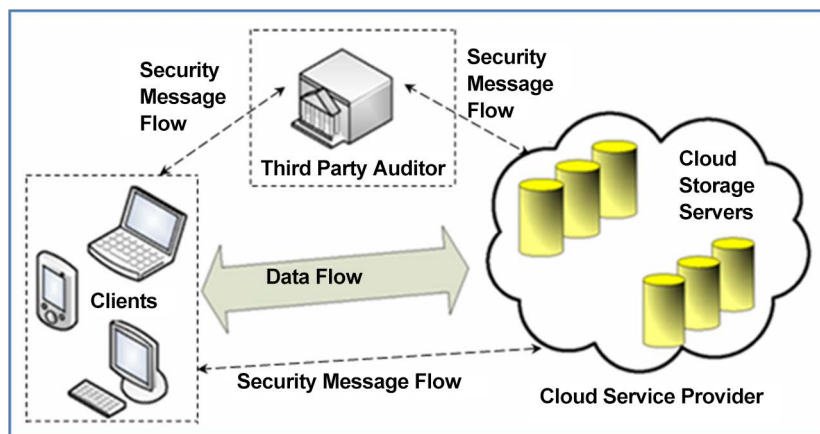 Security
Message
Flow
Security
Message
Flow
Third Party Auditor
Cloud
Storage
Servers
Clients
Data Flow
Security Message Flow
Cloud Service Provider